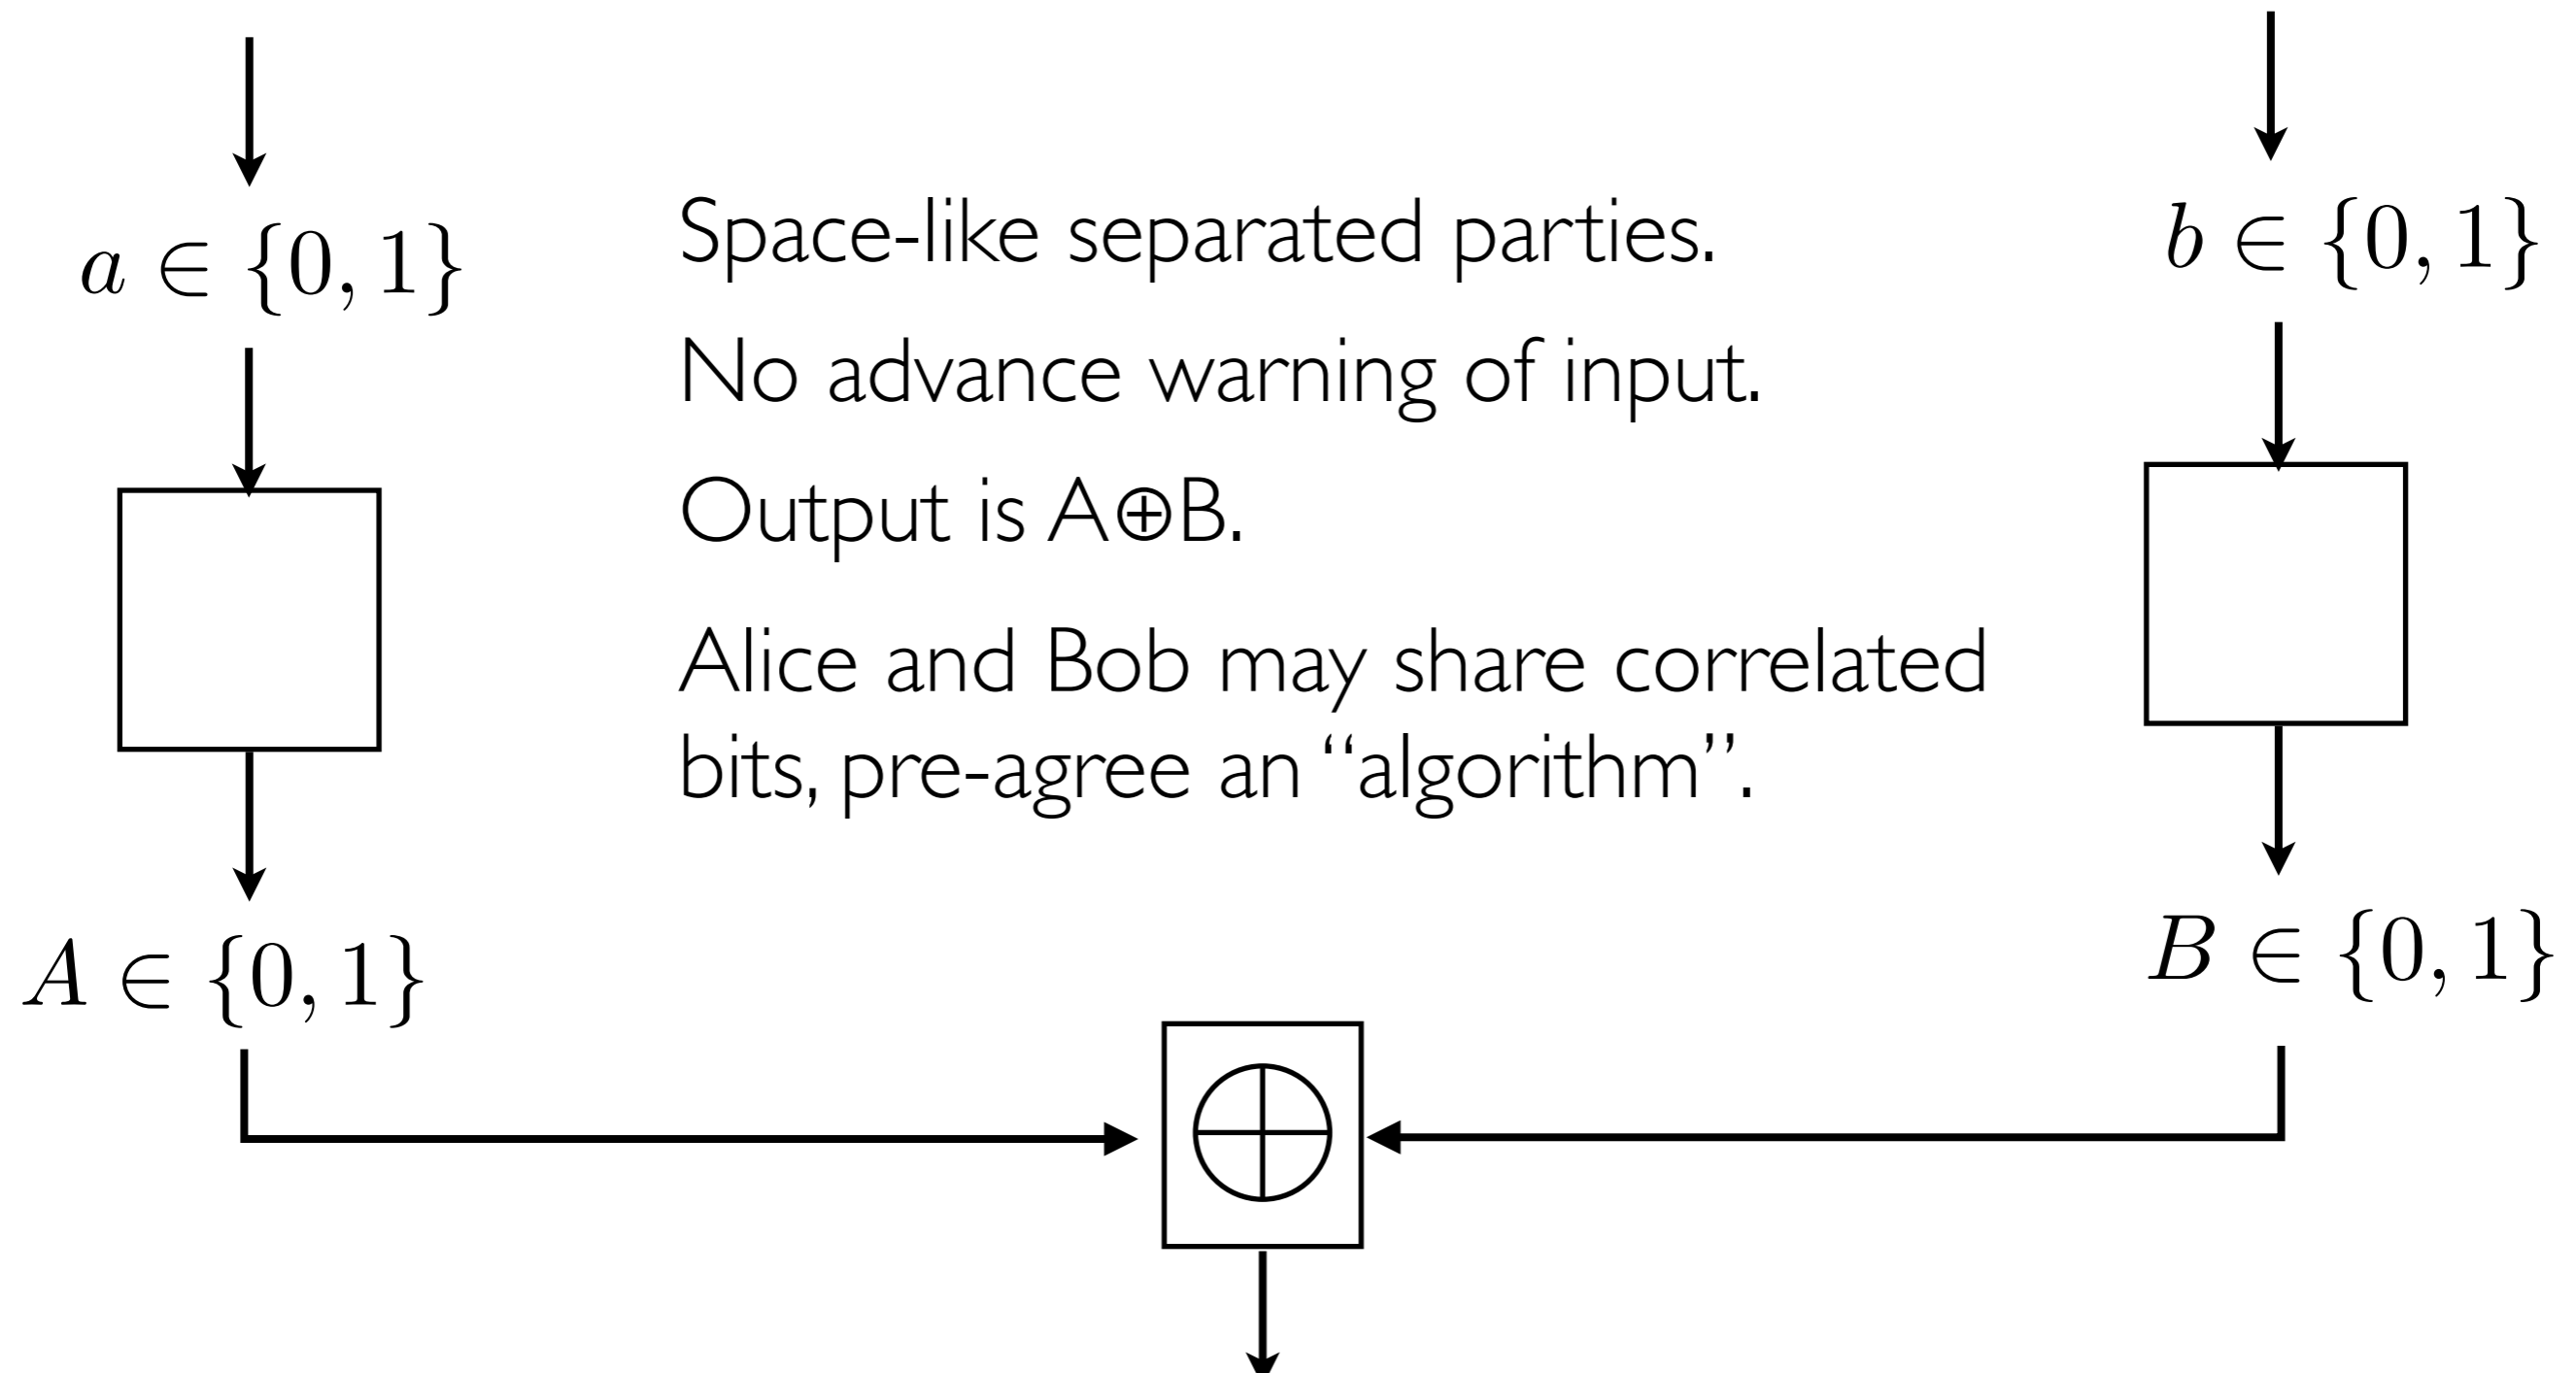 a ∈ {0, 1}
b ∈ {0, 1}
Space-like separated parties.
No advance warning of input.
Output is A⊕B.
Alice and Bob may share correlated
bits, pre-agree an “algorithm”.
A ∈ {0, 1}
B ∈ {0, 1}
⊕